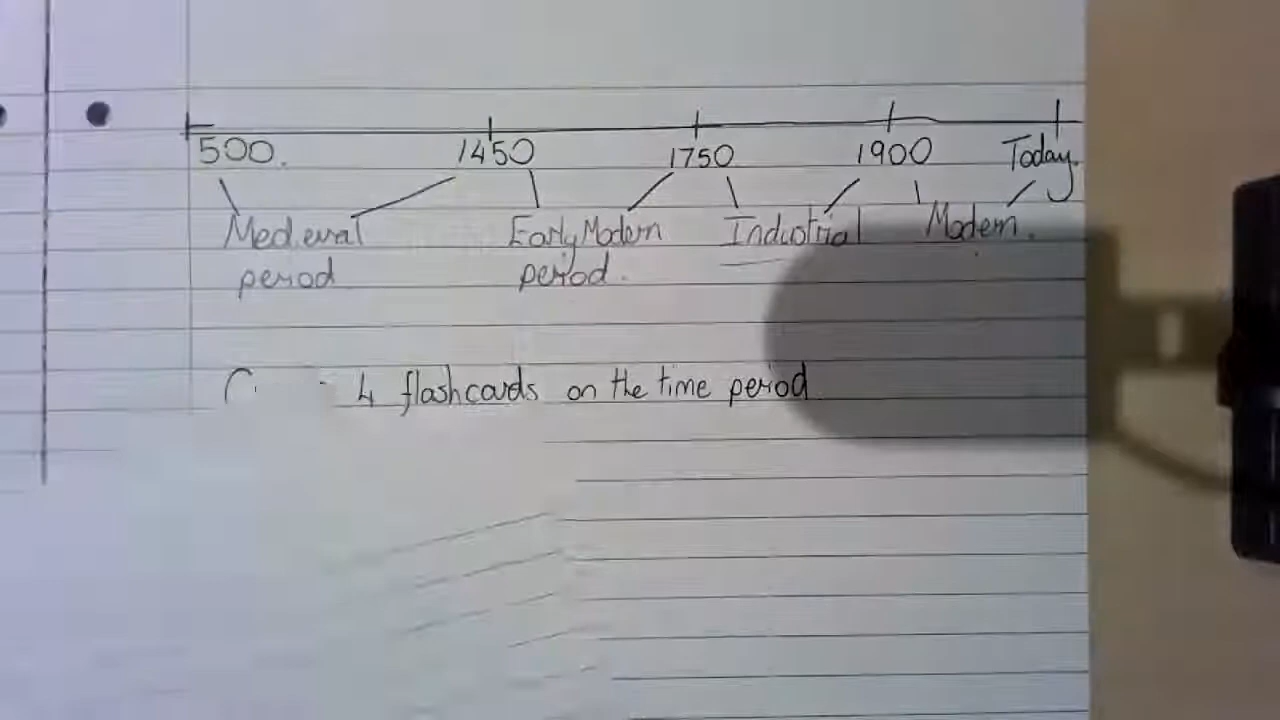 500. 1450 1750 1900 Today.
Medieval Early Modern Industrial Modern.
period period.
4 flashcards on the time period